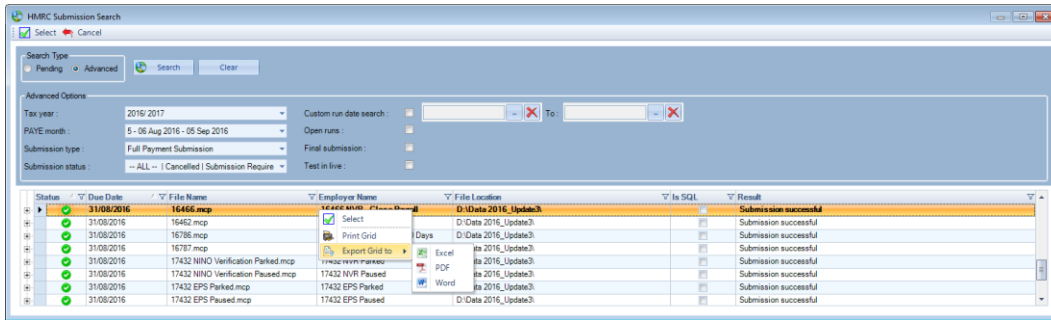 HMRC Submission Search
Select Cancel
Search Type
Pending Advanced Search Clear
Advanced Options
Tax year : 2016/ 2017 Custom run date search : To :
PAYE month : 5 - 06 Aug 2016 - 05 Sep 2016 Open runs :
Submission type : Full Payment Submission Final submission :
Submission status : -- ALL -- | Cancelled | Submission Require Test in live :
Status Due Date File Name Employer Name File Location Is SQL Result
31/08/2016 16466.mcp 16466 NVR - Clone Payroll D:\Data 2016_Update3\ Submission successful
31/08/2016 16462.mcp D:\Data 2016_Update3\ Submission successful
31/08/2016 16786.mcp Days D:\Data 2016_Update3\ Submission successful
31/08/2016 16787.mcp ta 2016_Update3\ Submission successful
31/08/2016 17432 NINO Verification Parked.mcp 17432 NVR Parked ta 2016_Update3\ Submission successful
31/08/2016 17432 NINO Verification Paused.mcp 17432 NVR Paused ta 2016_Update3\ Submission successful
31/08/2016 17432 EPS Parked.mcp 17432 EPS Parked ta 2016_Update3\ Submission successful
31/08/2016 17432 EPS Paused.mcp 17432 EPS Paused D:\Data 2016_Update3\ Submission successful
Select
Print Grid
Export Grid to
Excel
PDF
Word